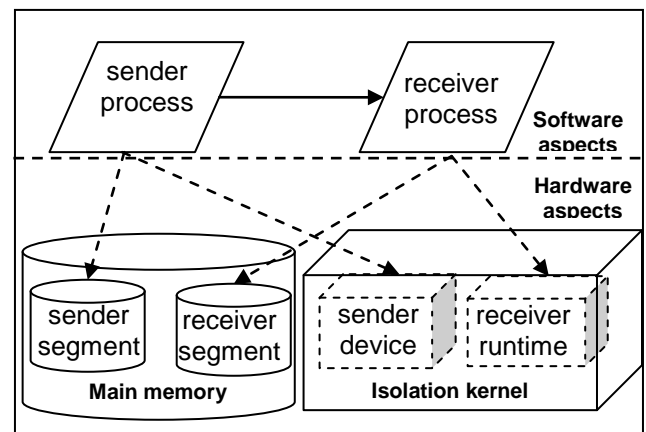 sender
process
receiver
process
Software
aspects
Hardware
aspects
sender
segment
receiver
segment
Main memory
sender
device
receiver
runtime
Isolation kernel